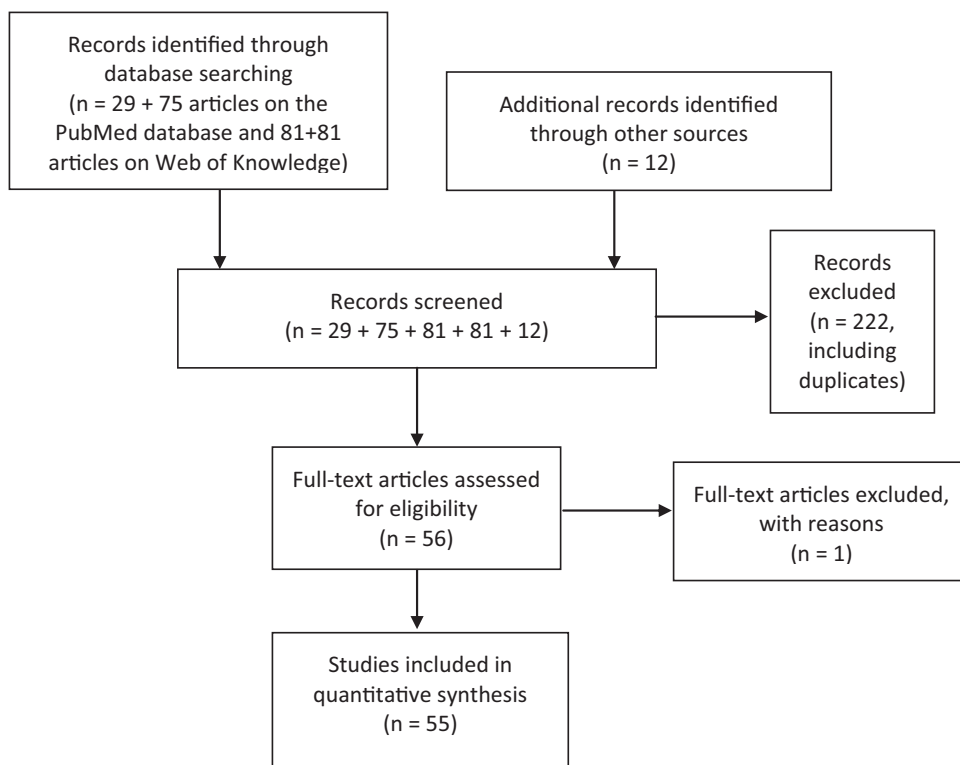 Records identified through
database searching
(n = 29 + 75 articles on the
PubMed database and 81+81
articles on Web of Knowledge)
Additional records identified
through other sources
(n = 12)
Records screened
(n = 29 + 75 + 81 + 81 + 12)
Records
excluded
(n = 222,
including
duplicates)
Full-text articles assessed
for eligibility
(n = 56)
Full-text articles excluded,
with reasons
(n = 1)
Studies included in
quantitative synthesis
(n = 55)